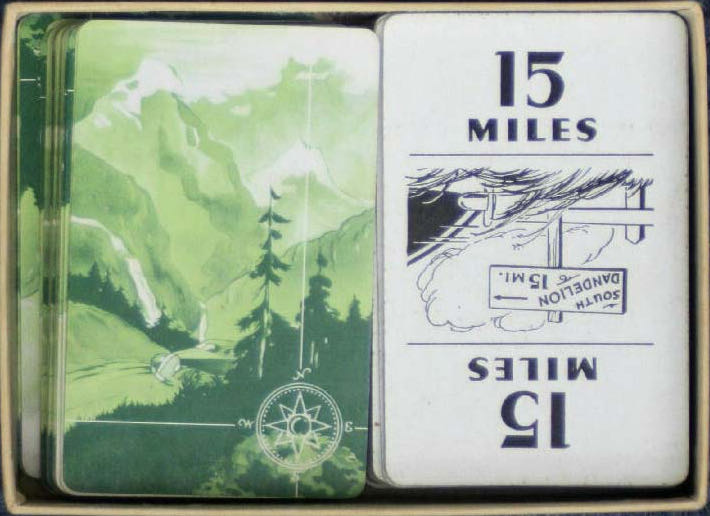 N
W E
15
MILES
SOUTH
DANDELION
15 MI.
MILES
15